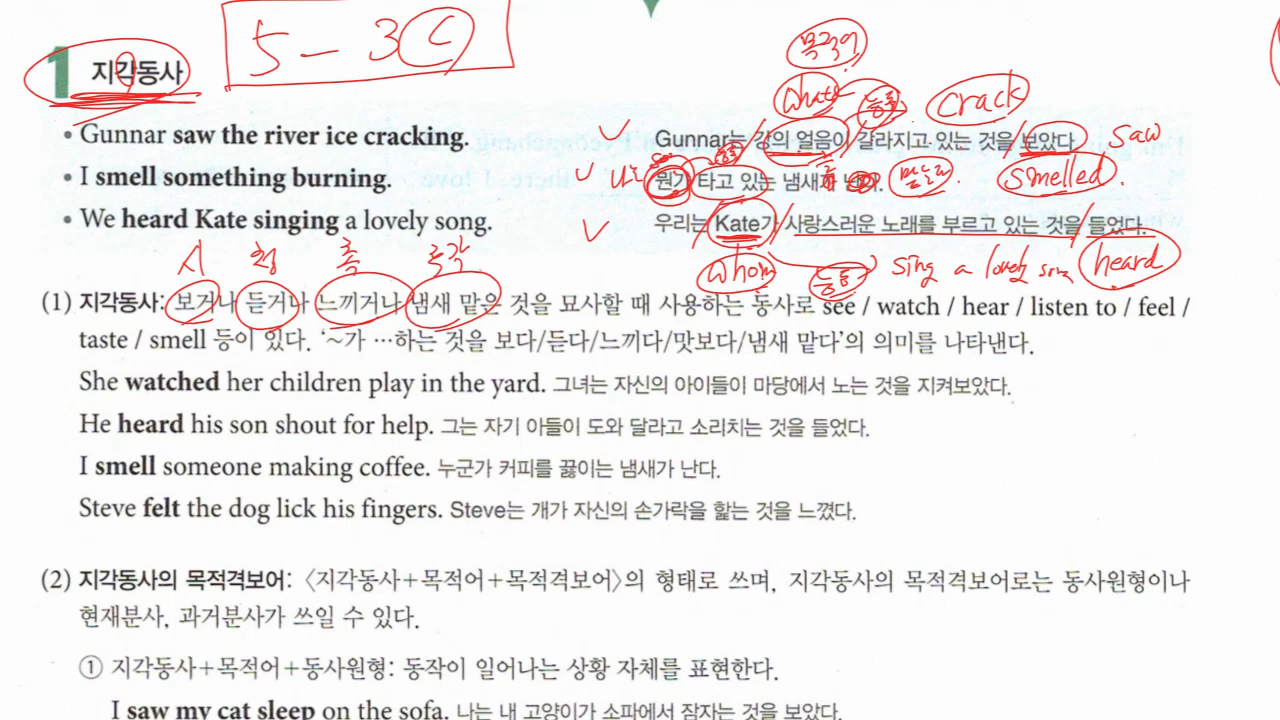 5 - 3 C
목적어
1 지각동사
what
능동
crack
• Gunnar saw the river ice cracking.
Gunnar는 강의 얼음이 갈라지고 있는 것을 보았다.
saw
• I smell something burning.
나는 뭔가 타고 있는 냄새가
smelled.
• We heard Kate singing a lovely song.
우리는 Kate가 사랑스러운 노래를 부르고 있는 것을 들었다.
시 청 촉
whom
능동
sing a lovely song
heard
(1) 지각동사: 보거나 듣거나 느끼거나 냄새 맡은 것을 묘사할 때 사용하는 동사로 see / watch / hear / listen to / feel /
taste / smell 등이 있다. '~가 …하는 것을 보다/듣다/느끼다/맛보다/냄새 맡다'의 의미를 나타낸다.
She watched her children play in the yard. 그녀는 자신의 아이들이 마당에서 노는 것을 지켜보았다.
He heard his son shout for help. 그는 자기 아들이 도와 달라고 소리치는 것을 들었다.
I smell someone making coffee. 누군가 커피를 끓이는 냄새가 난다.
Steve felt the dog lick his fingers. Steve는 개가 자신의 손가락을 핥는 것을 느꼈다.
(2) 지각동사의 목적격보어: 〈지각동사+목적어+목적격보어〉의 형태로 쓰며, 지각동사의 목적격보어로는 동사원형이나
현재분사, 과거분사가 쓰일 수 있다.
① 지각동사+목적어+동사원형: 동작이 일어나는 상황 자체를 표현한다.
I saw my cat sleep on the sofa. 나는 내 고양이가 소파에서 잠자는 것을 보았다.